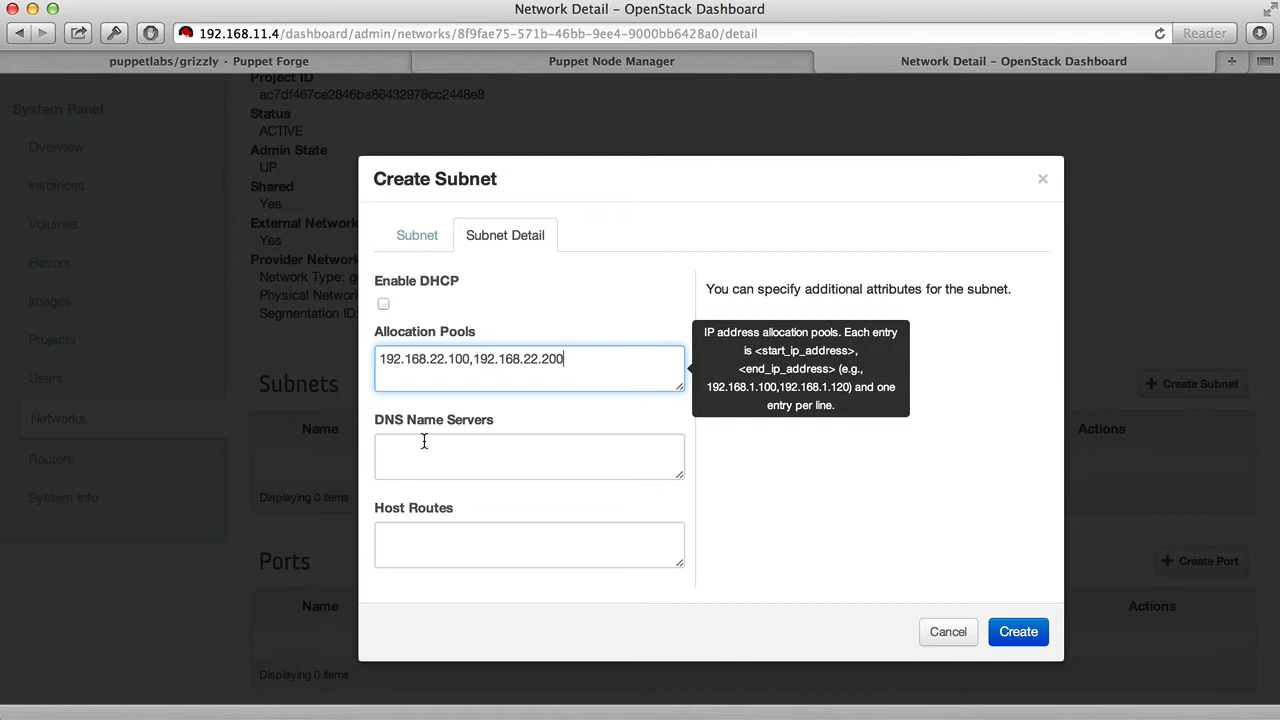 Network Detail – OpenStack Dashboard
192.168.11.4/dashboard/admin/networks/8f9fae75-571b-46bb-9ee4-9000bb6428a0/detail
Reader
puppetlabs/grizzly · Puppet Forge
Puppet Node Manager
Network Detail – OpenStack Dashboard
System Panel
Overview
Instances
Volumes
Flavors
Images
Projects
Users
Networks
Routers
System Info
Project ID
ac7df467ce2846ba86432978cc2448e8
Status
ACTIVE
Admin State
UP
Shared
Yes
External Network
Yes
Provider Network
Network Type: g
Physical Network
Segmentation ID
Subnets
+ Create Subnet
Name
Actions
Displaying 0 items
Ports
+ Create Port
Name
Actions
Displaying 0 items
Create Subnet
×
Subnet
Subnet Detail
Enable DHCP
Allocation Pools
192.168.22.100,192.168.22.200
DNS Name Servers
Host Routes
You can specify additional attributes for the subnet.
IP address allocation pools. Each entry
is <start_ip_address>,
<end_ip_address> (e.g.,
192.168.1.100,192.168.1.120) and one
entry per line.
Cancel
Create